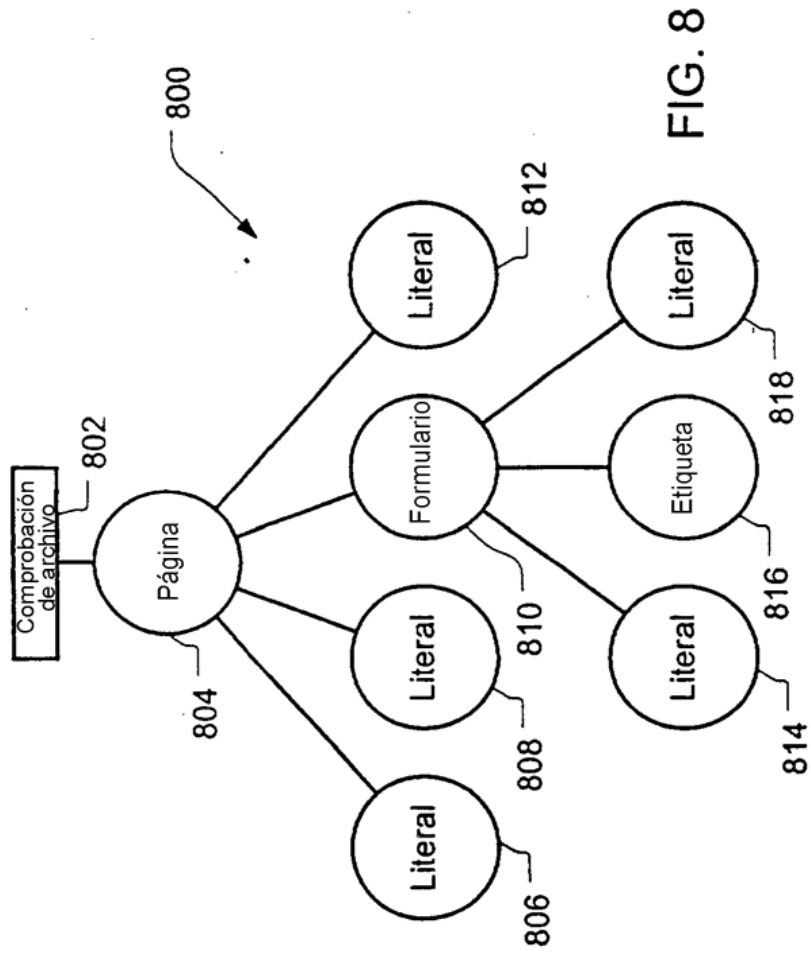 Comprobación
de archivo
802
800
Página
804
Literal
Literal
Formulario
Literal
806
808
810
812
Literal
Etiqueta
Literal
814
816
818
FIG. 8